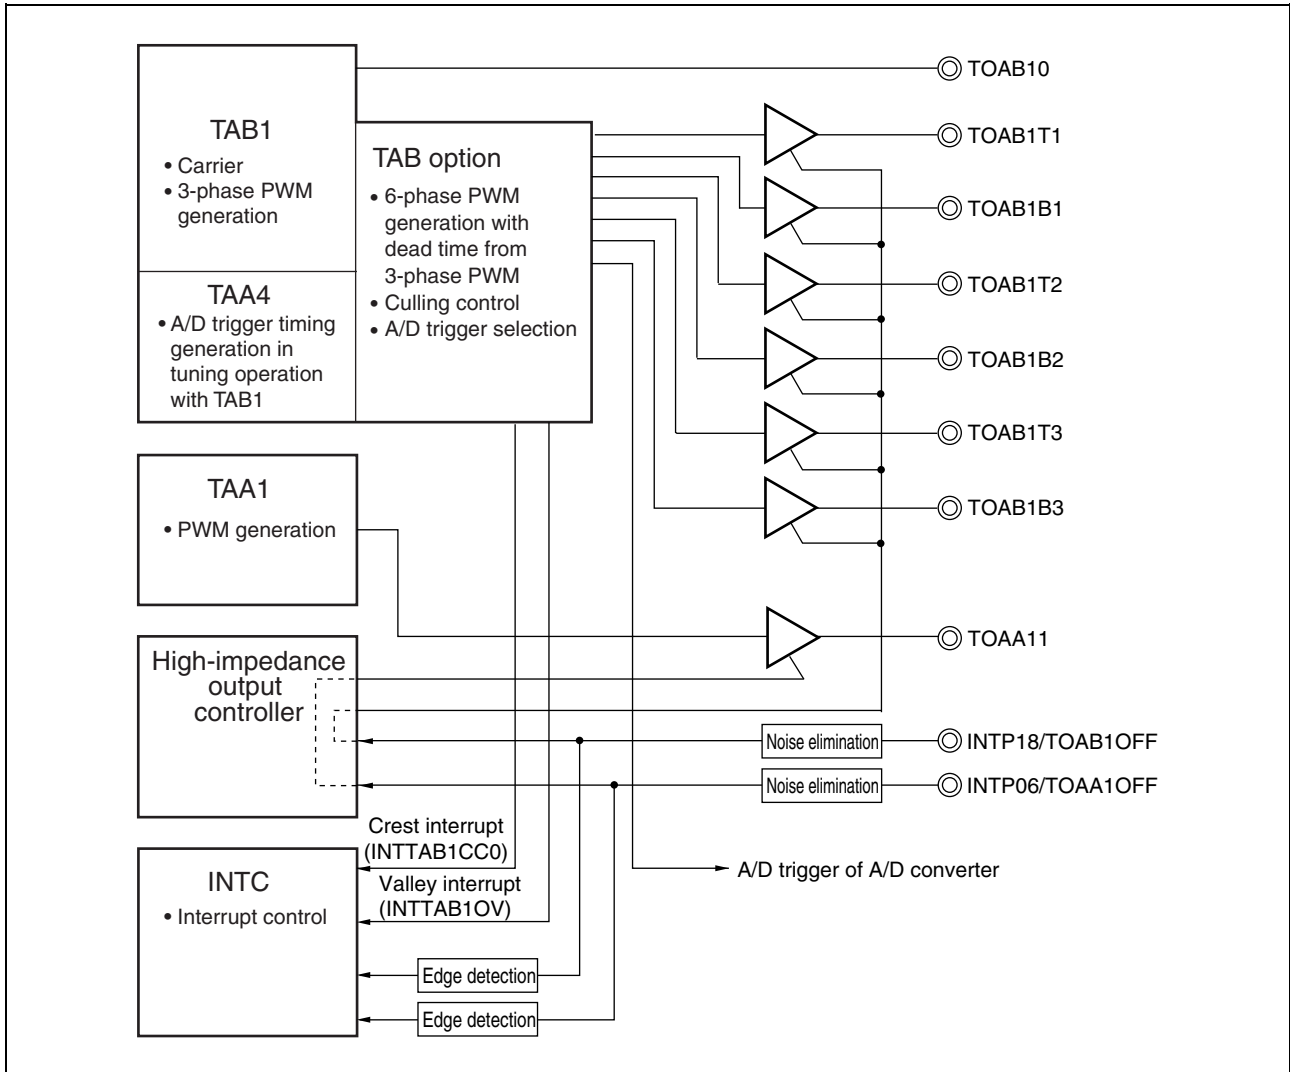 TAB1
• Carrier
• 3-phase PWM
generation
TAA4
• A/D trigger timing
generation in
tuning operation
with TAB1
TAB option
• 6-phase PWM
generation with
dead time from
3-phase PWM
• Culling control
• A/D trigger selection
TOAB10
TOAB1T1
TOAB1B1
TOAB1T2
TOAB1B2
TOAB1T3
TOAB1B3
TAA1
• PWM generation
TOAA11
High-impedance
output
controller
Noise elimination
INTP18/TOAB1OFF
Noise elimination
INTP06/TOAA1OFF
Crest interrupt
(INTTAB1CC0)
A/D trigger of A/D converter
Valley interrupt
(INTTAB1OV)
INTC
• Interrupt control
Edge detection
Edge detection